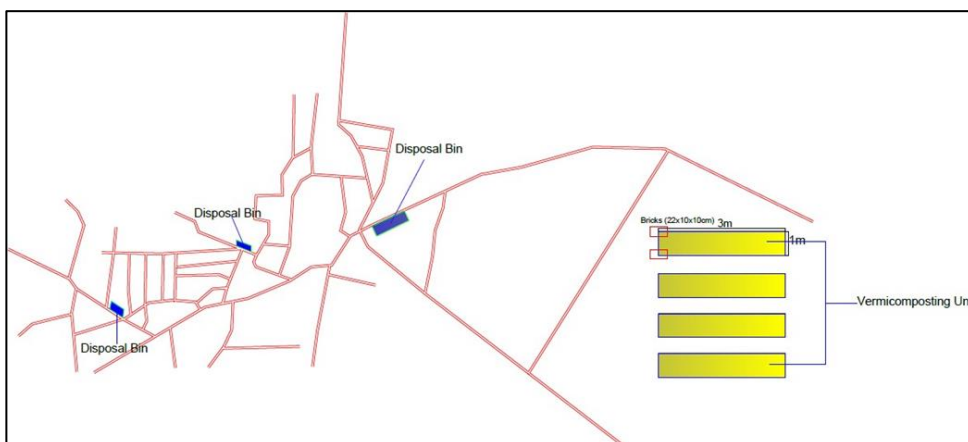 Disposal Bin
Disposal Bin
Bricks (22x10x10cm)
3m
1m
Vermicomposting Un
Disposal Bin